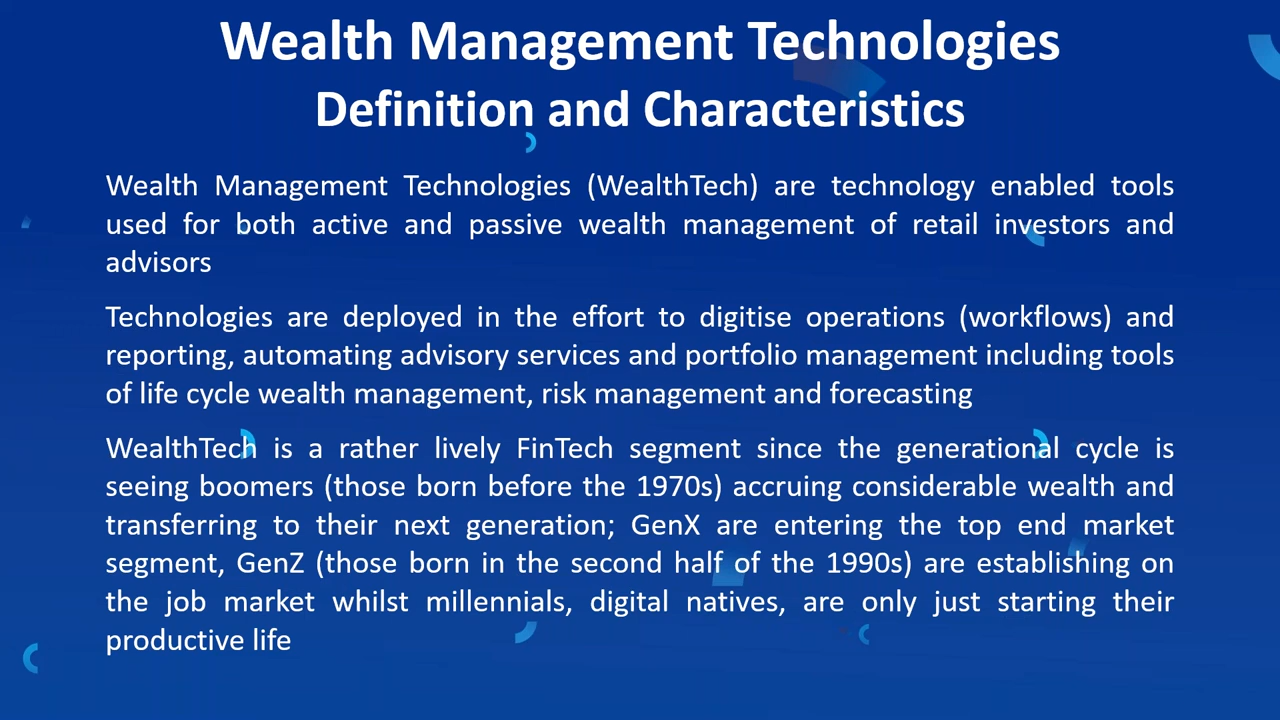 Wealth Management Technologies
Definition and Characteristics
Wealth Management Technologies (WealthTech) are technology enabled tools
used for both active and passive wealth management of retail investors and
advisors
Technologies are deployed in the effort to digitise operations (workflows) and
reporting, automating advisory services and portfolio management including tools
of life cycle wealth management, risk management and forecasting
WealthTech is a rather lively FinTech segment since the generational cycle is
seeing boomers (those born before the 1970s) accruing considerable wealth and
transferring to their next generation; GenX are entering the top end market
segment, GenZ (those born in the second half of the 1990s) are establishing on
the job market whilst millennials, digital natives, are only just starting their
productive life